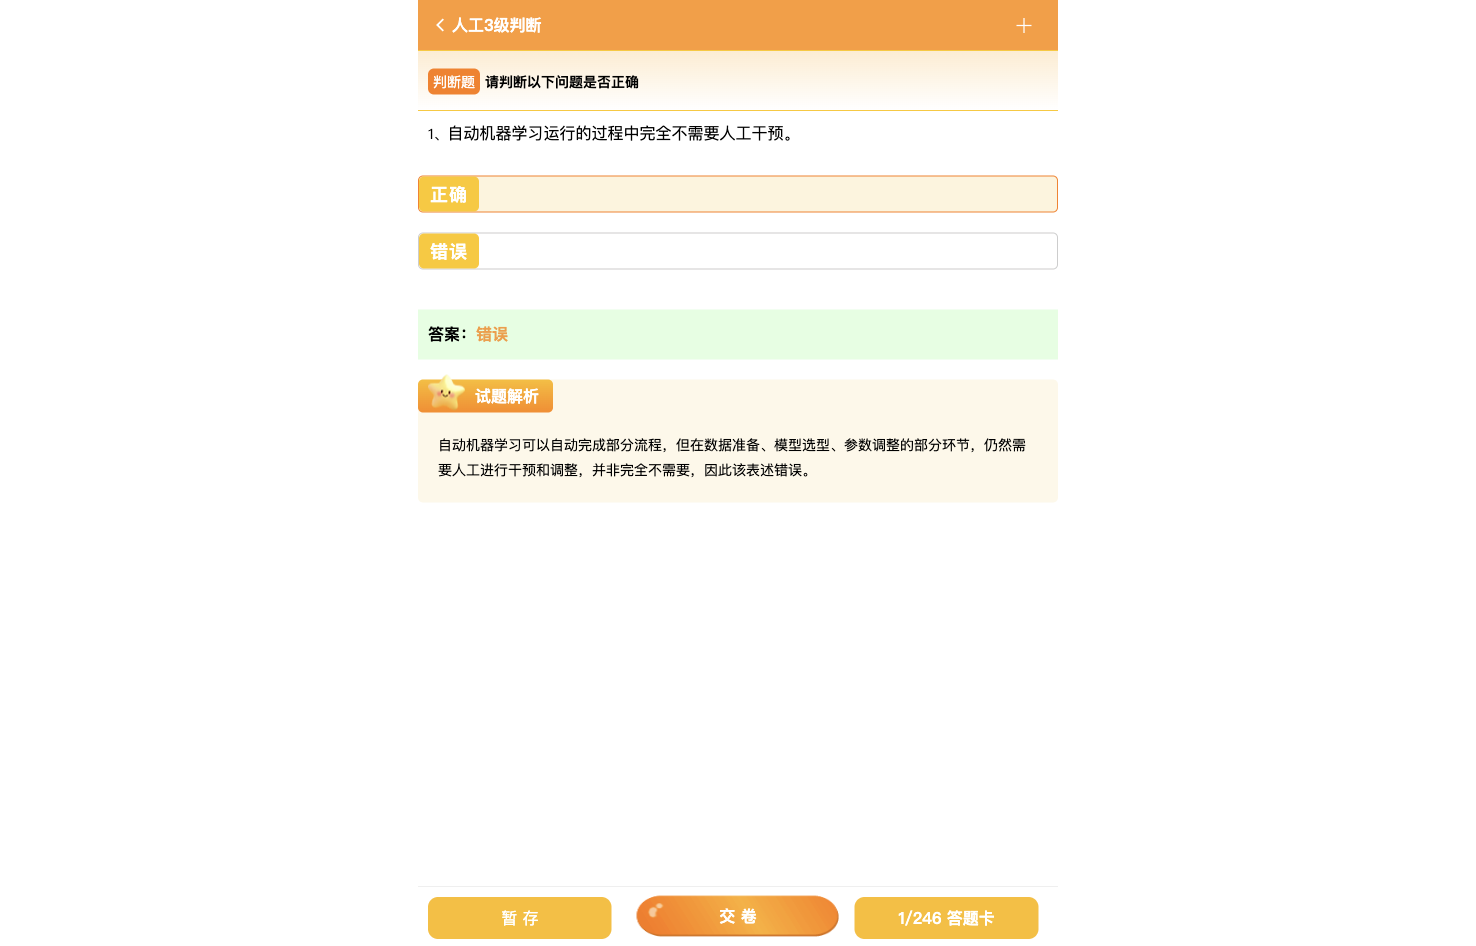 人工3级判断
判断题 请判断以下问题是否正确
1、自动机器学习运行的过程中完全不需要人工干预。
正确
错误
答案：错误
试题解析
自动机器学习可以自动完成部分流程，但在数据准备、模型选型、参数调整的部分环节，仍然需
要人工进行干预和调整，并非完全不需要，因此该表述错误。
暂 存
交 卷
1/246 答题卡